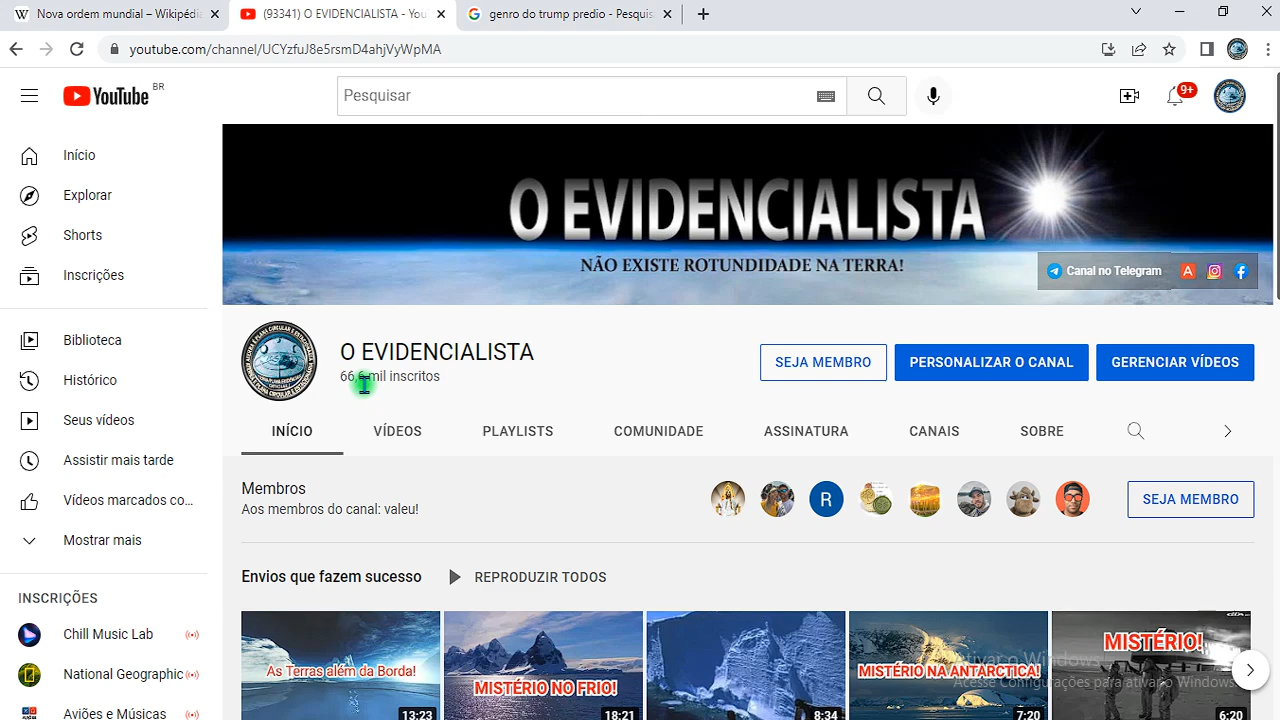 Nova ordem mundial – Wikipédi
(93341) O EVIDENCIALISTA - You
genro do trump predio - Pesquis
youtube.com/channel/UCYzfuJ8e5rsmD4ahjVyWpMA
YouTube BR
Pesquisar
9+
Início
Explorar
Shorts
Inscrições
Biblioteca
Histórico
Seus vídeos
Assistir mais tarde
Vídeos marcados co...
Mostrar mais
INSCRIÇÕES
Chill Music Lab
National Geographic
Aviões e Músicas
O EVIDENCIALISTA
NÃO EXISTE ROTUNDIDADE NA TERRA!
Canal no Telegram
O EVIDENCIALISTA
66,6 mil inscritos
SEJA MEMBRO
PERSONALIZAR O CANAL
GERENCIAR VÍDEOS
INÍCIO VÍDEOS PLAYLISTS COMUNIDADE ASSINATURA CANAIS SOBRE
Membros
Aos membros do canal: valeu!
R
SEJA MEMBRO
Envios que fazem sucesso
REPRODUZIR TODOS
As Terras além da Borda!
13:23
MISTÉRIO NO FRIO!
18:21
8:34
MISTÉRIO NA ANTARCTICA!
7:20
MISTÉRIO!
6:20
Ativar o Windows
Acesse Configurações para ativar o Windows.